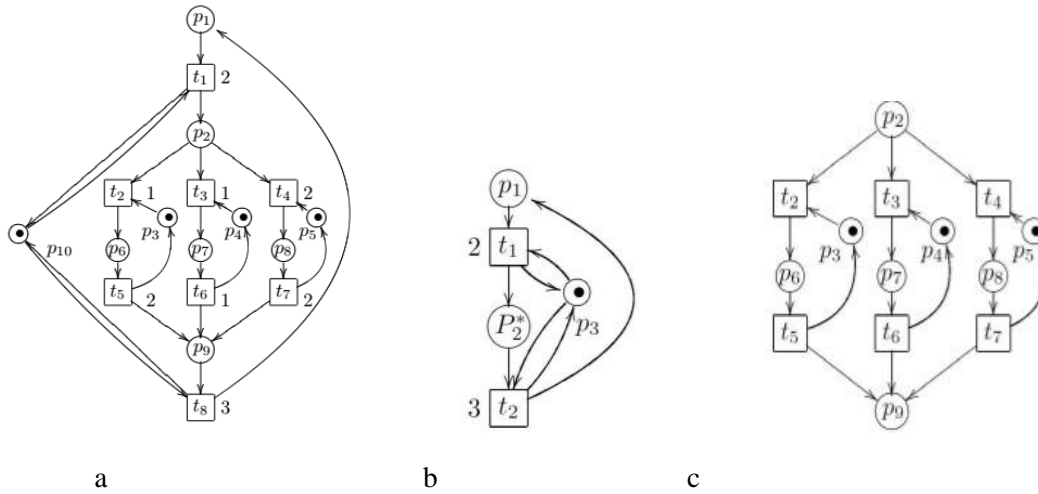 p1
t1 2
p2
t2 1 t3 1 t4 2
p3 p4 p5
p10 p6 p7 p8
t5 2 t6 1 t7 2
p9
t8 3
p1
2 t1
P2* p3
3 t2
p2
t2 t3 t4
p3 p4 p5
p6 p7 p8
t5 t6 t7
p9
a b c